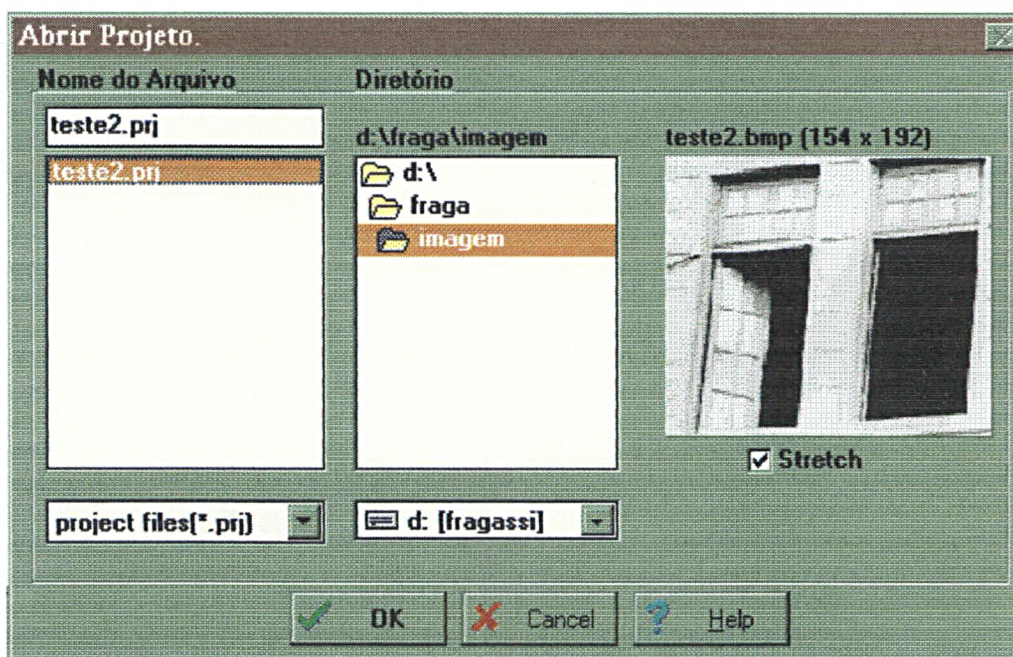 Abrir Projeto.
Nome do Arquivo
Diretório
teste2.prj
d:\fraga\imagem
teste2.bmp (154 x 192)
teste2.prj
d:\
fraga
imagem
Stretch
project files(*.prj)
d: [fragassi]
OK
Cancel
Help